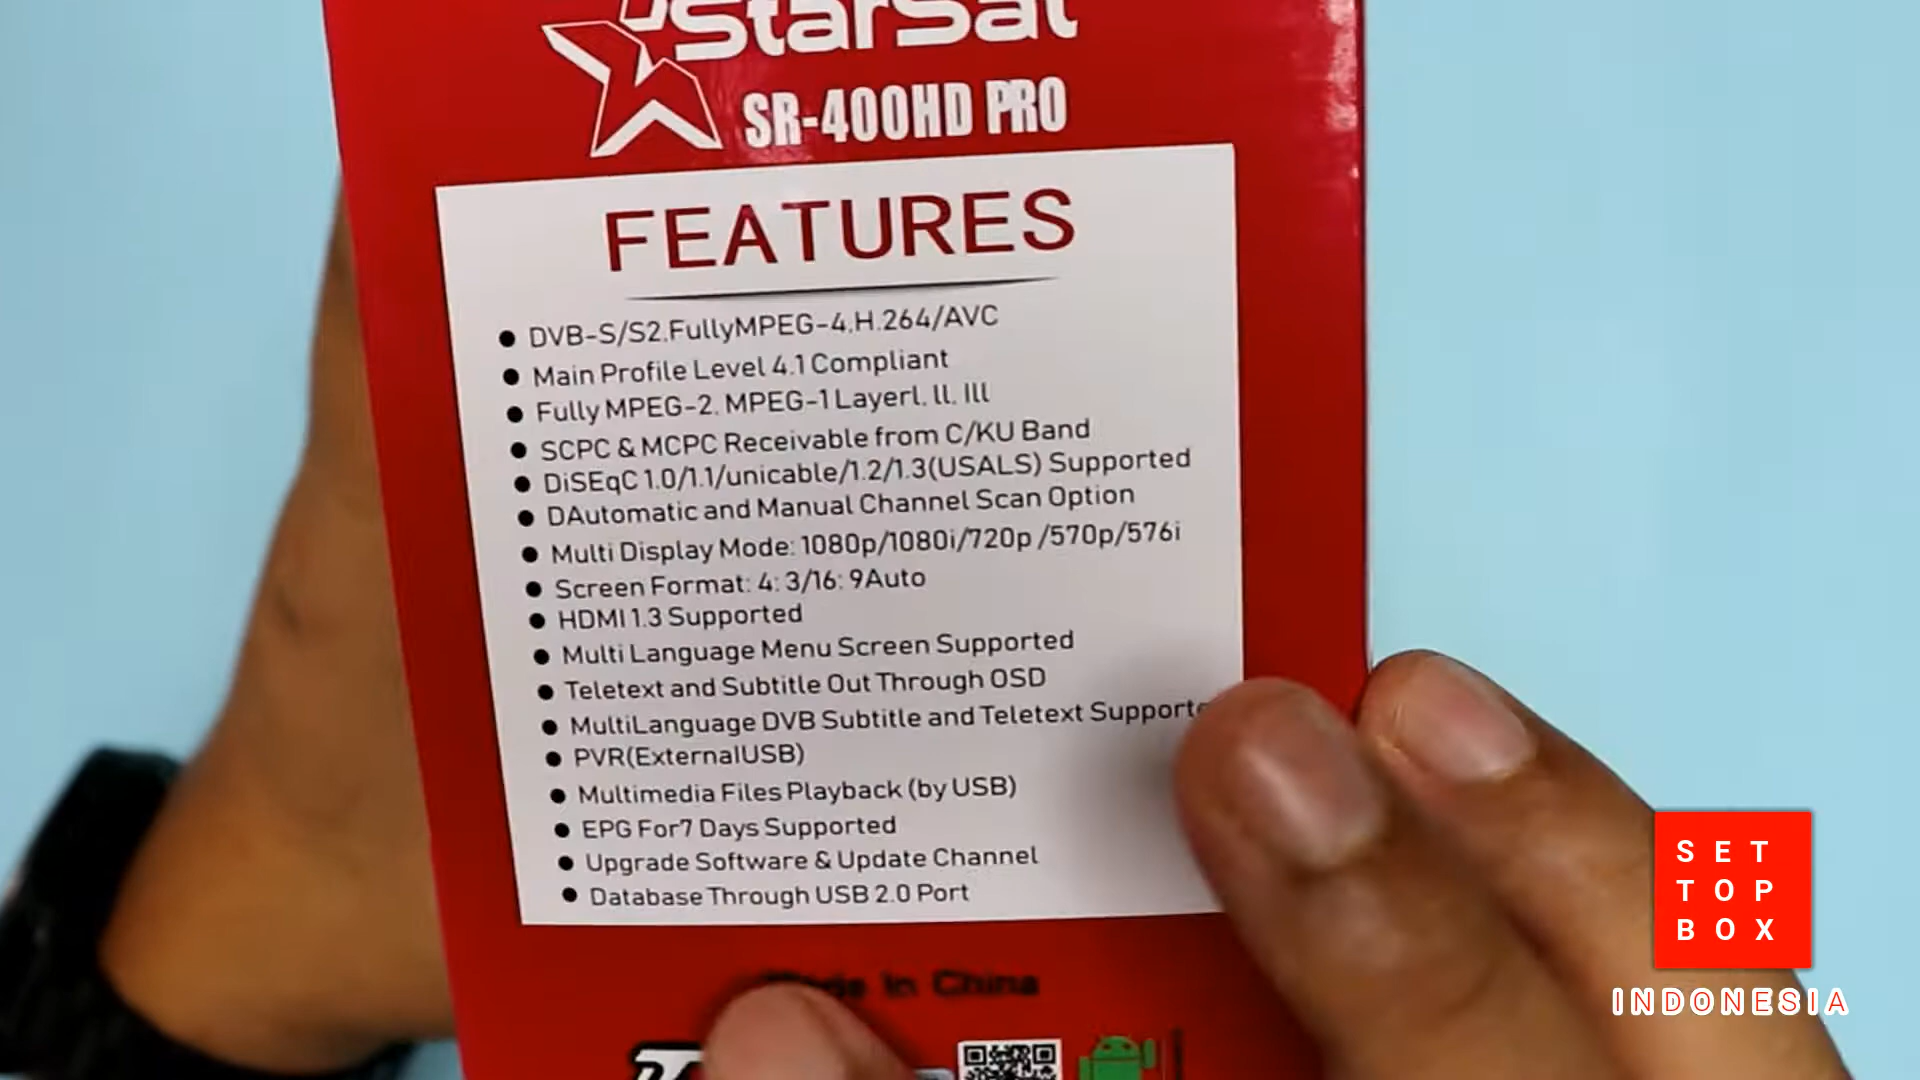 StarSat
SR-400HD PRO
FEATURES
DVB-S/S2.FullyMPEG-4.H.264/AVC
Main Profile Level 4.1 Compliant
Fully MPEG-2. MPEG-1 Layerl. ll. lll
SCPC & MCPC Receivable from C/KU Band
DiSEqC 1.0/1.1/unicable/1.2/1.3(USALS) Supported
DAutomatic and Manual Channel Scan Option
Multi Display Mode: 1080p/1080i/720p /570p/576i
Screen Format: 4: 3/16: 9Auto
HDMI 1.3 Supported
Multi Language Menu Screen Supported
Teletext and Subtitle Out Through OSD
MultiLanguage DVB Subtitle and Teletext Supporte
PVR(ExternalUSB)
Multimedia Files Playback (by USB)
EPG For7 Days Supported
Upgrade Software & Update Channel
Database Through USB 2.0 Port
Made In China
SET
TOP
BOX
INDONESIA